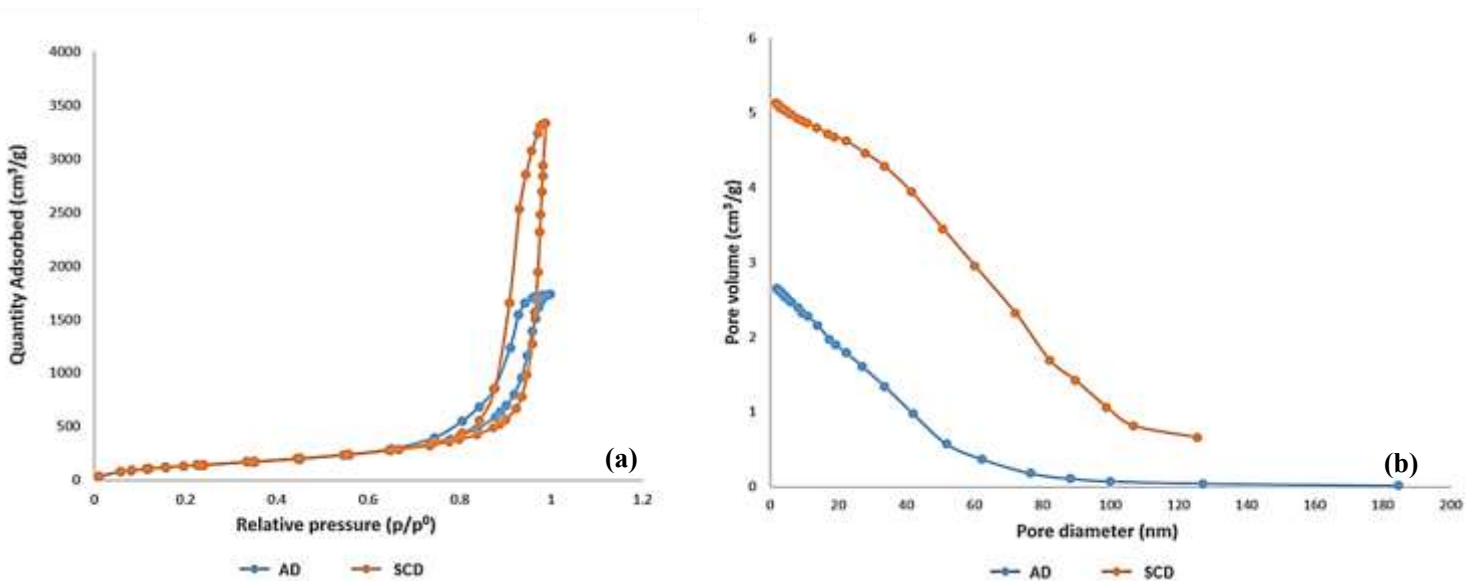 4000
3500
3000
2500
2000
1500
1000
500
0
Quantity Adsorbed (cm³/g)
0 0.2 0.4 0.6 0.8 1 1.2
Relative pressure (p/p⁰)
(a)
AD SCD
6
5
4
3
2
1
0
Pore volume (cm³/g)
0 20 40 60 80 100 120 140 160 180 200
Pore diameter (nm)
(b)
AD SCD